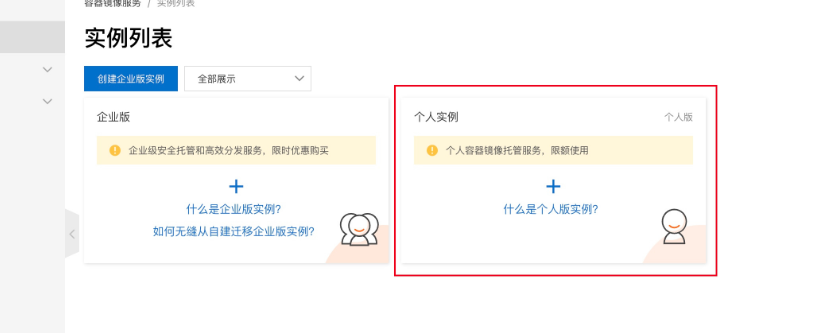 容器镜像服务 / 实例列表
实例列表
创建企业版实例 全部展示
企业版
企业级安全托管和高效分发服务，限时优惠购买
什么是企业版实例?
如何无缝从自建迁移企业版实例?
个人实例 个人版
个人容器镜像托管服务，限额使用
什么是个人版实例?